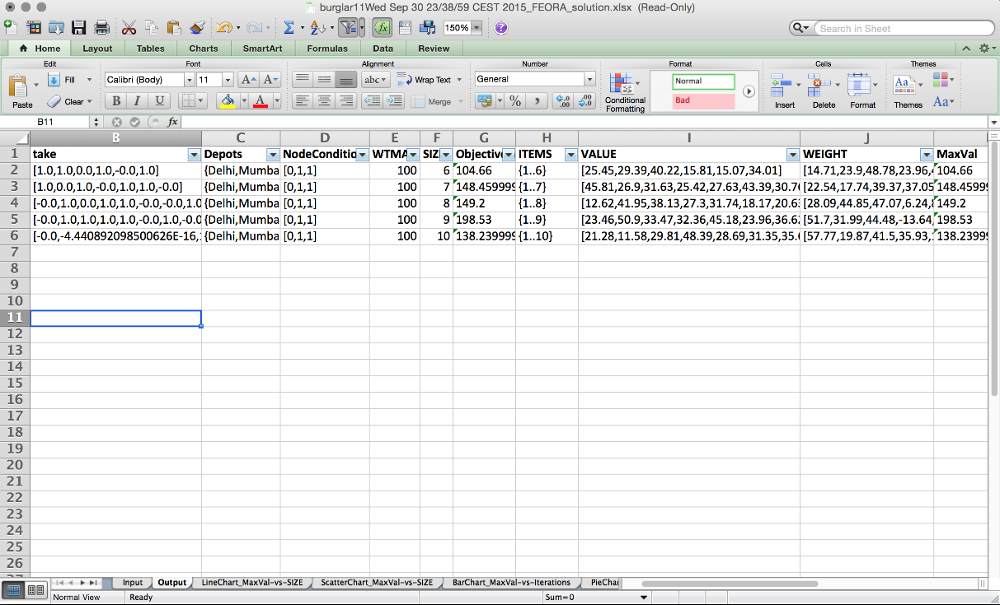 burglar11Wed Sep 30 23/38/59 CEST 2015_FEORA_solution.xlsx (Read-Only)
150%
Search in Sheet
Home Layout Tables Charts SmartArt Formulas Data Review
Edit Font Alignment Number Format Cells Themes
Paste Fill Clear
Calibri (Body) 11 A A
B I U A
abc Wrap Text
Merge
General
%
Conditional Formatting
Normal
Bad
Insert Delete Format Themes Aa
B11 fx
B C D E F G H I J
1 take Depots NodeConditio WTMA SIZ Objective ITEMS VALUE WEIGHT MaxVal
2 [1.0,1.0,0.0,1.0,-0.0,1.0] {Delhi,Mumba [0,1,1] 100 6 104.66 {1..6} [25.45,29.39,40.22,15.81,15.07,34.01] [14.71,23.9,48.78,23.96, 104.66
3 [1.0,0.0,1.0,-0.0,1.0,1.0,-0.0] {Delhi,Mumba [0,1,1] 100 7 148.459999 {1..7} [45.81,26.9,31.63,25.42,27.63,43.39,30.7 [22.54,17.74,39.37,37.05 148.4599
4 [-0.0,1.0,0.0,1.0,1.0,-0.0,-0.0,1.0 {Delhi,Mumba [0,1,1] 100 8 149.2 {1..8} [12.62,41.95,38.13,27.3,31.74,18.17,20.6 [28.09,44.85,47.07,6.24, 149.2
5 [-0.0,1.0,1.0,1.0,1.0,-0.0,1.0,-0.0 {Delhi,Mumba [0,1,1] 100 9 198.53 {1..9} [23.46,50.9,33.47,32.36,45.18,23.96,36.6 [51.7,31.99,44.48,-13.64, 198.53
6 [-0.0,-4.440892098500626E-16, {Delhi,Mumba [0,1,1] 100 10 138.239999 {1..10} [21.28,11.58,29.81,48.39,28.69,31.35,35. [57.77,19.87,41.5,35.93, 138.2399
7
8
9
10
11
12
13
14
15
16
17
18
19
20
21
22
23
24
25
26
Input Output LineChart_MaxVal-vs-SIZE ScatterChart_MaxVal-vs-SIZE BarChart_MaxVal-vs-Iterations PieChar
Normal View Ready Sum=0